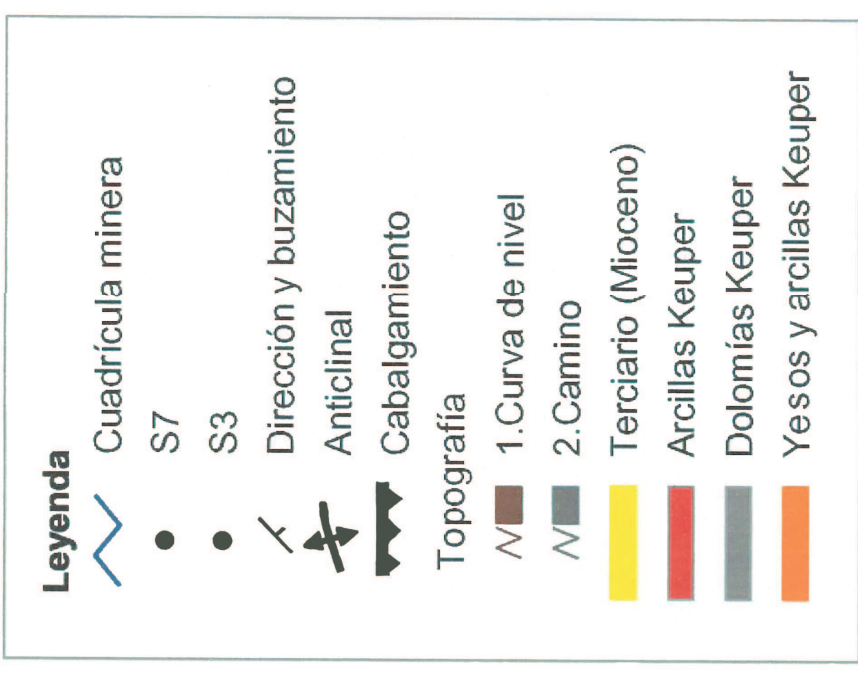 Leyenda
Cuadrícula minera
S7
S3
Dirección y buzamiento
Anticlinal
Cabalgamiento
Topografía
1.Curva de nivel
2.Camino
Terciario (Mioceno)
Arcillas Keuper
Dolomías Keuper
Yesos y arcillas Keuper